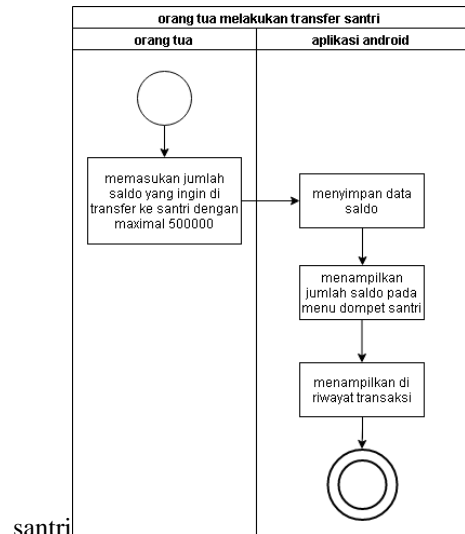 orang tua melakukan transfer santri
orang tua
aplikasi android
memasukan jumlah
saldo yang ingin di
transfer ke santri dengan
maximal 500000
menyimpan data
saldo
menampilkan
jumlah saldo pada
menu dompet santri
menampilkan di
riwayat transaksi
santri